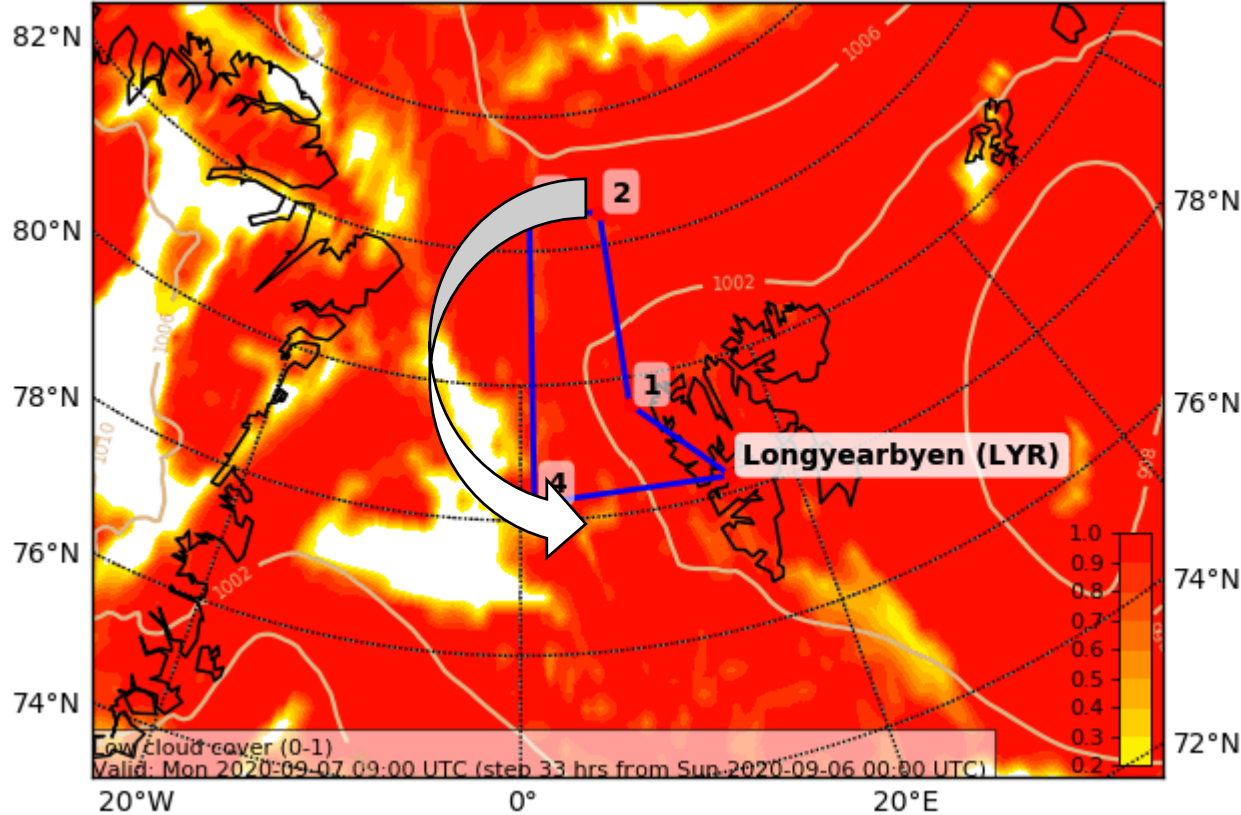 82°N
80°N
78°N
76°N
74°N
78°N
76°N
74°N
72°N
1006
1002
1006
1010
1002
998
2
1
4
Longyearbyen (LYR)
1.0
0.9
0.8
0.7
0.6
0.5
0.4
0.3
0.2
Low cloud cover (0-1)
Valid: Mon 2020-09-07 09:00 UTC (step 33 hrs from Sun 2020-09-06 00:00 UTC)
20°W
0°
20°E